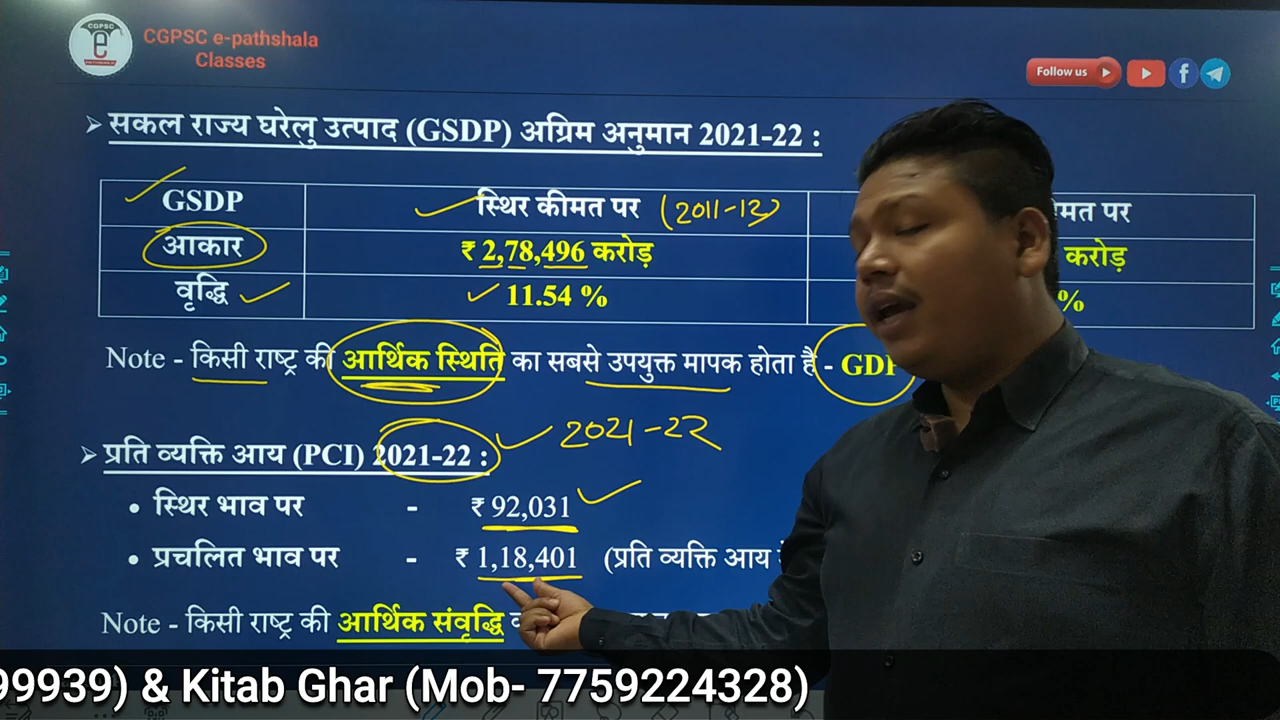 CGPSC e-pathshala
Classes
CGPSC
e
Follow us
➤ सकल राज्य घरेलु उत्पाद (GSDP) अग्रिम अनुमान 2021-22 :
GSDP स्थिर कीमत पर (2011-12) मत पर
आकार ₹ 2,78,496 करोड़ करोड़
वृद्धि 11.54 % %
Note - किसी राष्ट्र की आर्थिक स्थिति का सबसे उपयुक्त मापक होता है - GDP
➤ प्रति व्यक्ति आय (PCI) 2021-22 : 2021-22
• स्थिर भाव पर - ₹ 92,031
• प्रचलित भाव पर - ₹ 1,18,401 (प्रति व्यक्ति आय
Note - किसी राष्ट्र की आर्थिक संवृद्धि
99939) & Kitab Ghar (Mob- 7759224328)